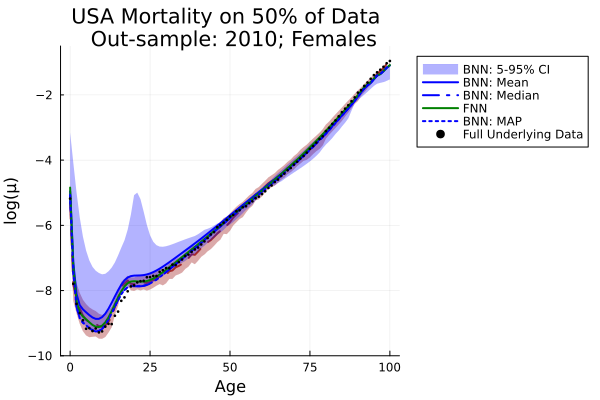 USA Mortality on 50% of Data
Out-sample: 2010; Females
log(μ)
−2
−4
−6
−8
−10
0
25
50
75
100
Age
BNN: 5-95% CI
BNN: Mean
BNN: Median
FNN
BNN: MAP
Full Underlying Data